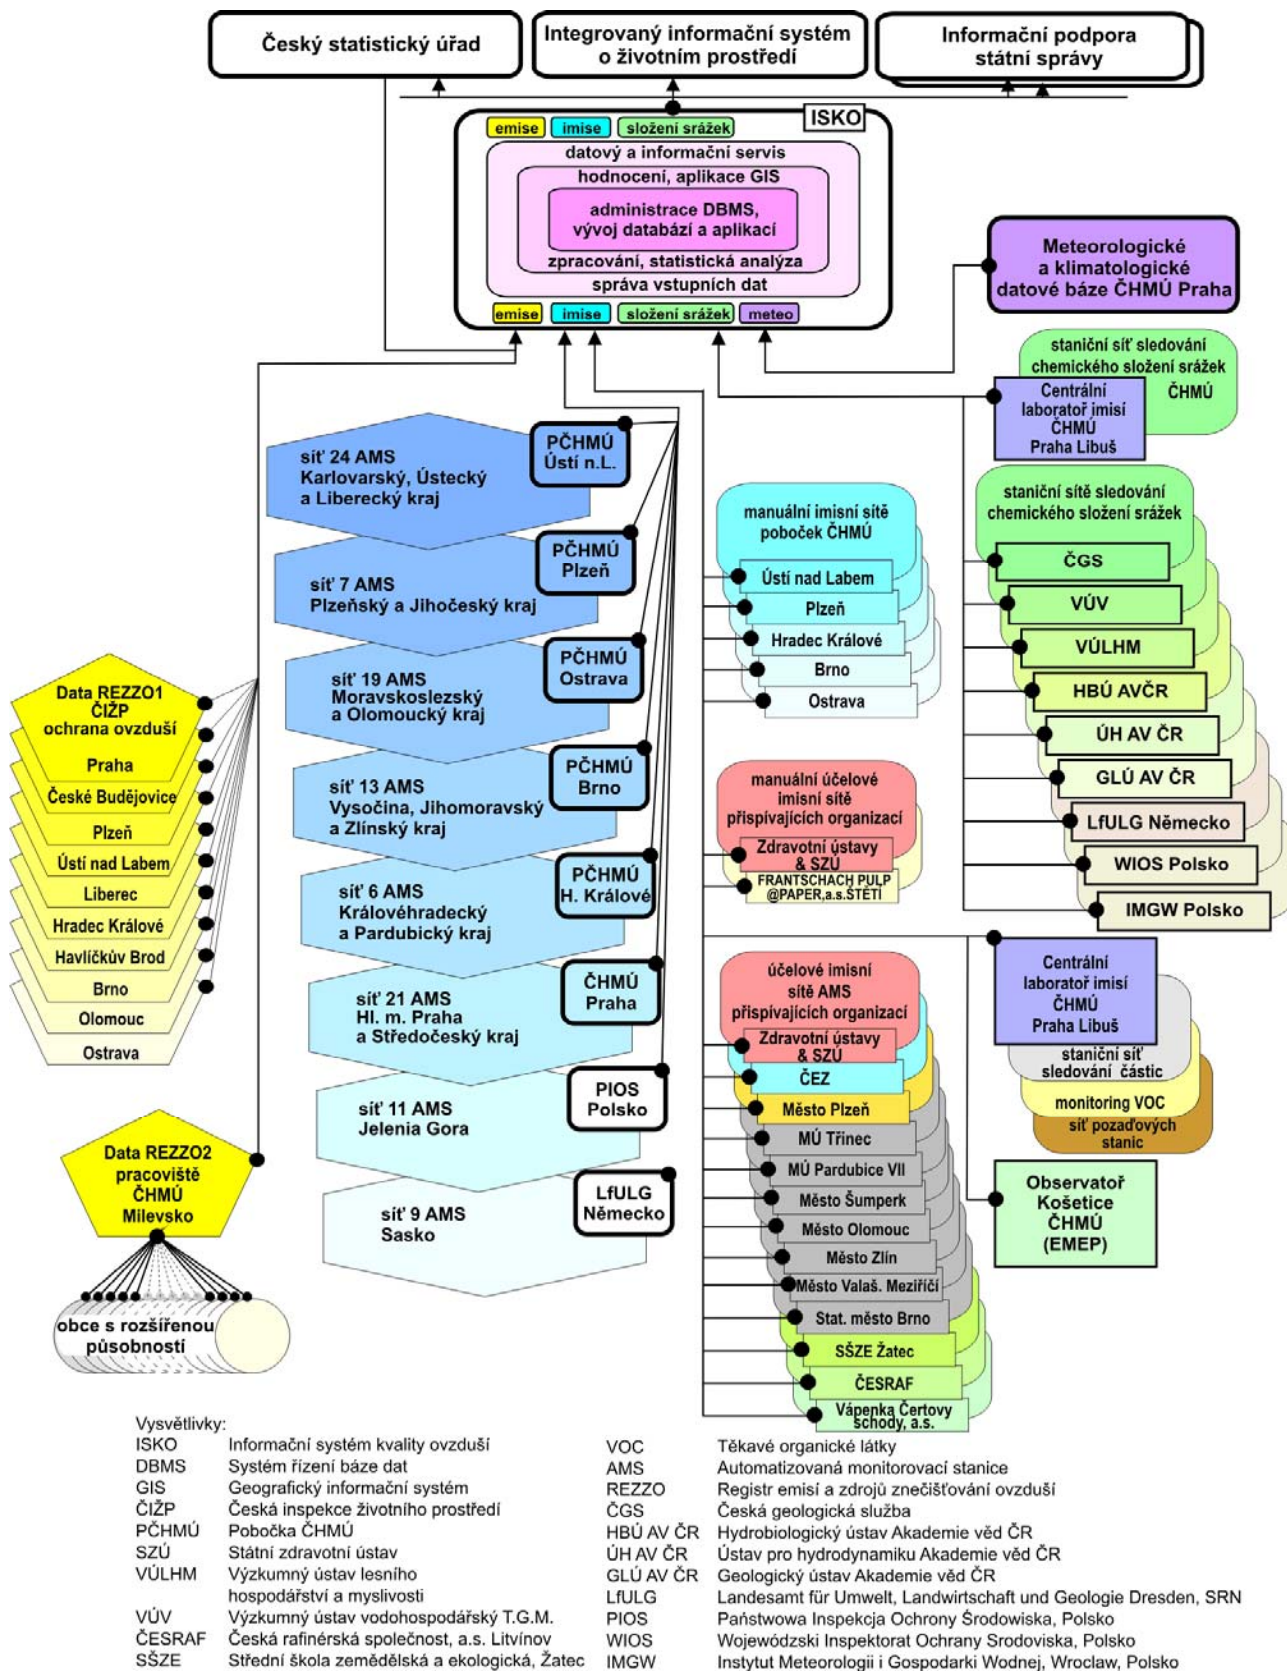 Český statistický úřad
Integrovaný informační systém
o životním prostředí
Informační podpora
státní správy
ISKO
emise
imise
složení srážek
datový a informační servis
hodnocení, aplikace GIS
administrace DBMS,
vývoj databází a aplikací
zpracování, statistická analýza
správa vstupních dat
emise
imise
složení srážek
meteo
Meteorologické
a klimatologické
datové báze ČHMÚ Praha
staniční síť sledování
chemického složení srážek
ČHMÚ
Centrální
laboratoř imisí
ČHMÚ
Praha Libuš
síť 24 AMS
Karlovarský, Ústecký
a Liberecký kraj
PČHMÚ
Ústí n.L.
síť 7 AMS
Plzeňský a Jihočeský kraj
PČHMÚ
Plzeň
síť 19 AMS
Moravskoslezský
a Olomoucký kraj
PČHMÚ
Ostrava
síť 13 AMS
Vysočina, Jihomoravský
a Zlínský kraj
PČHMÚ
Brno
síť 6 AMS
Královéhradecký
a Pardubický kraj
PČHMÚ
H. Králové
síť 21 AMS
Hl. m. Praha
a Středočeský kraj
ČHMÚ
Praha
síť 11 AMS
Jelenia Gora
PIOS
Polsko
síť 9 AMS
Sasko
LfULG
Německo
manuální imisní sítě
poboček ČHMÚ
Ústí nad Labem
Plzeň
Hradec Králové
Brno
Ostrava
staniční sítě sledování
chemického složení srážek
ČGS
VÚV
VÚLHM
HBÚ AVČR
ÚH AV ČR
GLÚ AV ČR
LfULG Německo
WIOS Polsko
IMGW Polsko
Data REZZO1
ČIŽP
ochrana ovzduší
Praha
České Budějovice
Plzeň
Ústí nad Labem
Liberec
Hradec Králové
Havlíčkův Brod
Brno
Olomouc
Ostrava
manuální účelové
imisní sítě
přispívajících organizací
Zdravotní ústavy
& SZÚ
FRANTSCHACH PULP
@PAPER,a.s.ŠTĚTÍ
účelové imisní
sítě AMS
přispívajících organizací
Zdravotní ústavy
& SZÚ
ČEZ
Město Plzeň
MÚ Třinec
MÚ Pardubice VII
Město Šumperk
Město Olomouc
Město Zlín
Město Valaš. Meziříčí
Stat. město Brno
SŠZE Žatec
ČESRAF
Vápenka Čertovy
schody, a.s.
Centrální
laboratoř imisí
ČHMÚ
Praha Libuš
staniční síť
sledování částic
monitoring VOC
síť pozaďových
stanic
Observatoř
Košetice
ČHMÚ
(EMEP)
Data REZZO2
pracoviště
ČHMÚ
Milevsko
obce s rozšířenou
působností
Vysvětlivky:
ISKO Informační systém kvality ovzduší
DBMS Systém řízení báze dat
GIS Geografický informační systém
ČIŽP Česká inspekce životního prostředí
PČHMÚ Pobočka ČHMÚ
SZÚ Státní zdravotní ústav
VÚLHM Výzkumný ústav lesního
hospodářství a myslivosti
VÚV Výzkumný ústav vodohospodářský T.G.M.
ČESRAF Česká rafinérská společnost, a.s. Litvínov
SŠZE Střední škola zemědělská a ekologická, Žatec
VOC Těkavé organické látky
AMS Automatizovaná monitorovací stanice
REZZO Registr emisí a zdrojů znečišťování ovzduší
ČGS Česká geologická služba
HBÚ AV ČR Hydrobiologický ústav Akademie věd ČR
ÚH AV ČR Ústav pro hydrodynamiku Akademie věd ČR
GLÚ AV ČR Geologický ústav Akademie věd ČR
LfULG Landesamt für Umwelt, Landwirtschaft und Geologie Dresden, SRN
PIOS Państwowa Inspekcja Ochrony Środowiska, Polsko
WIOS Wojewódzski Inspektorat Ochrany Srodoviska, Polsko
IMGW Instytut Meteorologii i Gospodarki Wodnej, Wroclaw, Polsko